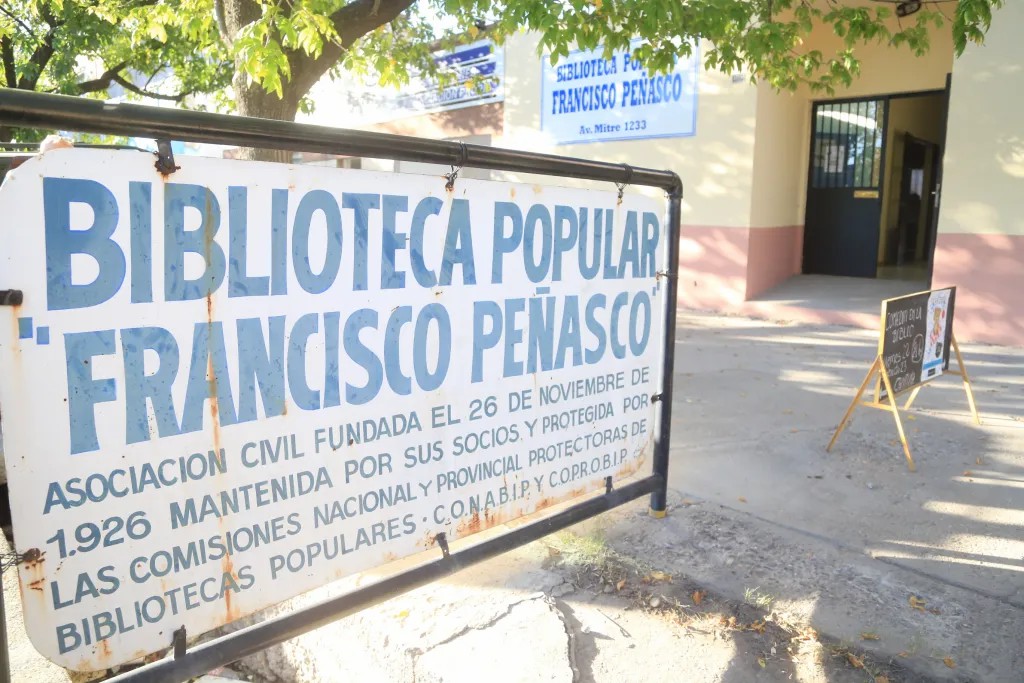 BIBLIOTECA POPULAR
"FRANCISCO PEÑASCO"
ASOCIACION CIVIL FUNDADA EL 26 DE NOVIEMBRE DE
1.926 MANTENIDA POR SUS SOCIOS Y PROTEGIDA POR
LAS COMISIONES NACIONAL Y PROVINCIAL PROTECTORAS DE
BIBLIOTECAS POPULARES · C.O.N.A.B.I.P. Y C.O.P.R.O.B.I.P.
BIBLIOTECA
FRANCISCO PEÑASCO
Av. Mitre 1233